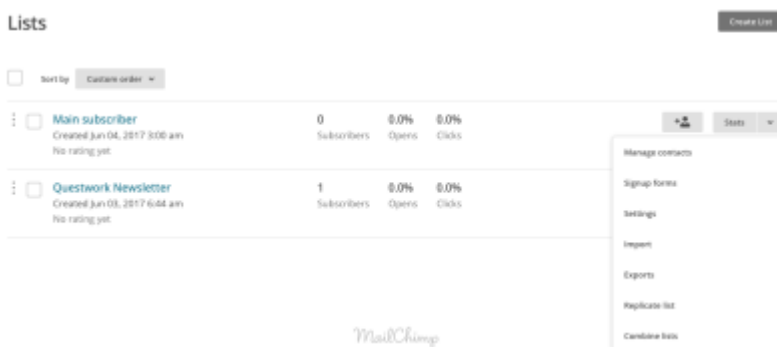 Lists
Create List
Sort by Custom order
Main subscriber 0 0.0% 0.0% Stats
Created Jun 04, 2017 3:00 am Subscribers Opens Clicks
No rating yet
Manage contacts
Signup forms
Questwork Newsletter 1 0.0% 0.0%
Created Jun 03, 2017 6:44 am Subscribers Opens Clicks
No rating yet
Settings
Import
Exports
Replicate list
Combine lists
MailChimp